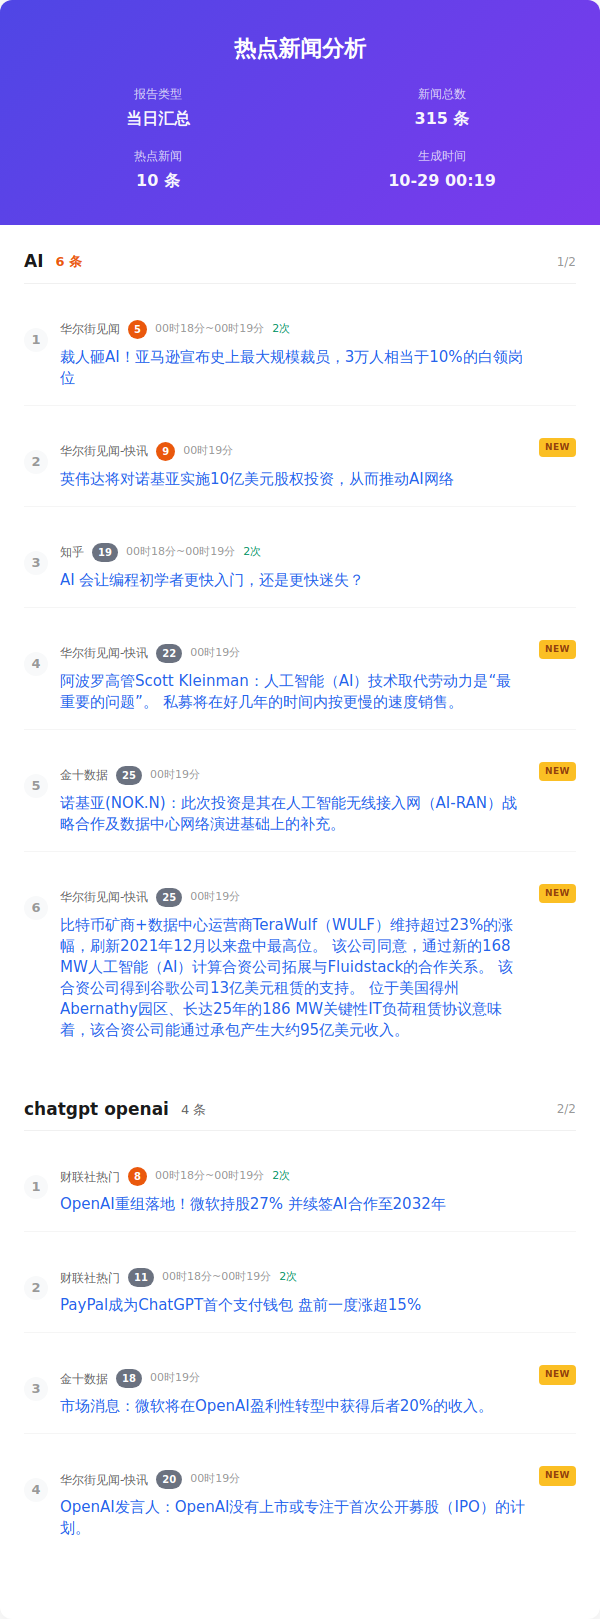 热点新闻分析
报告类型
新闻总数
当日汇总
315 条
热点新闻
生成时间
10 条
10-29 00:19
AI 6 条 1/2
1 华尔街见闻 5 00时18分~00时19分 2次
裁人砸AI！亚马逊宣布史上最大规模裁员，3万人相当于10%的白领岗
位
2 华尔街见闻-快讯 9 00时19分 NEW
英伟达将对诺基亚实施10亿美元股权投资，从而推动AI网络
3 知乎 19 00时18分~00时19分 2次
AI 会让编程初学者更快入门，还是更快迷失？
4 华尔街见闻-快讯 22 00时19分 NEW
阿波罗高管Scott Kleinman：人工智能（AI）技术取代劳动力是“最
重要的问题”。 私募将在好几年的时间内按更慢的速度销售。
5 金十数据 25 00时19分 NEW
诺基亚(NOK.N)：此次投资是其在人工智能无线接入网（AI-RAN）战
略合作及数据中心网络演进基础上的补充。
6 华尔街见闻-快讯 25 00时19分 NEW
比特币矿商+数据中心运营商TeraWulf（WULF）维持超过23%的涨
幅，刷新2021年12月以来盘中最高位。 该公司同意，通过新的168
MW人工智能（AI）计算合资公司拓展与Fluidstack的合作关系。 该
合资公司得到谷歌公司13亿美元租赁的支持。 位于美国得州
Abernathy园区、长达25年的186 MW关键性IT负荷租赁协议意味
着，该合资公司能通过承包产生大约95亿美元收入。
chatgpt openai 4 条 2/2
1 财联社热门 8 00时18分~00时19分 2次
OpenAI重组落地！微软持股27% 并续签AI合作至2032年
2 财联社热门 11 00时18分~00时19分 2次
PayPal成为ChatGPT首个支付钱包 盘前一度涨超15%
3 金十数据 18 00时19分 NEW
市场消息：微软将在OpenAI盈利性转型中获得后者20%的收入。
4 华尔街见闻-快讯 20 00时19分 NEW
OpenAI发言人：OpenAI没有上市或专注于首次公开募股（IPO）的计
划。